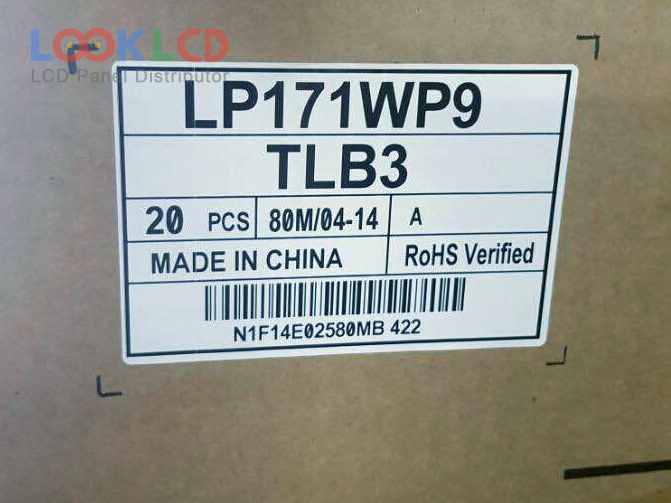 LOOKLCD
LCD Panel Distributor
LP171WP9
TLB3
20 PCS 80M/04-14 A
MADE IN CHINA RoHS Verified
N1F14E02580MB 422